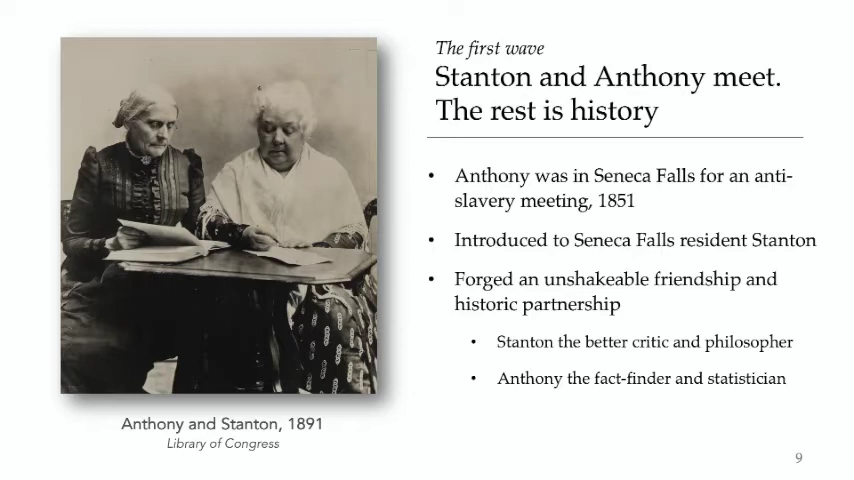 The first wave
Stanton and Anthony meet.
The rest is history
• Anthony was in Seneca Falls for an anti-
slavery meeting, 1851
• Introduced to Seneca Falls resident Stanton
• Forged an unshakeable friendship and
historic partnership
• Stanton the better critic and philosopher
• Anthony the fact-finder and statistician
Anthony and Stanton, 1891
Library of Congress
9